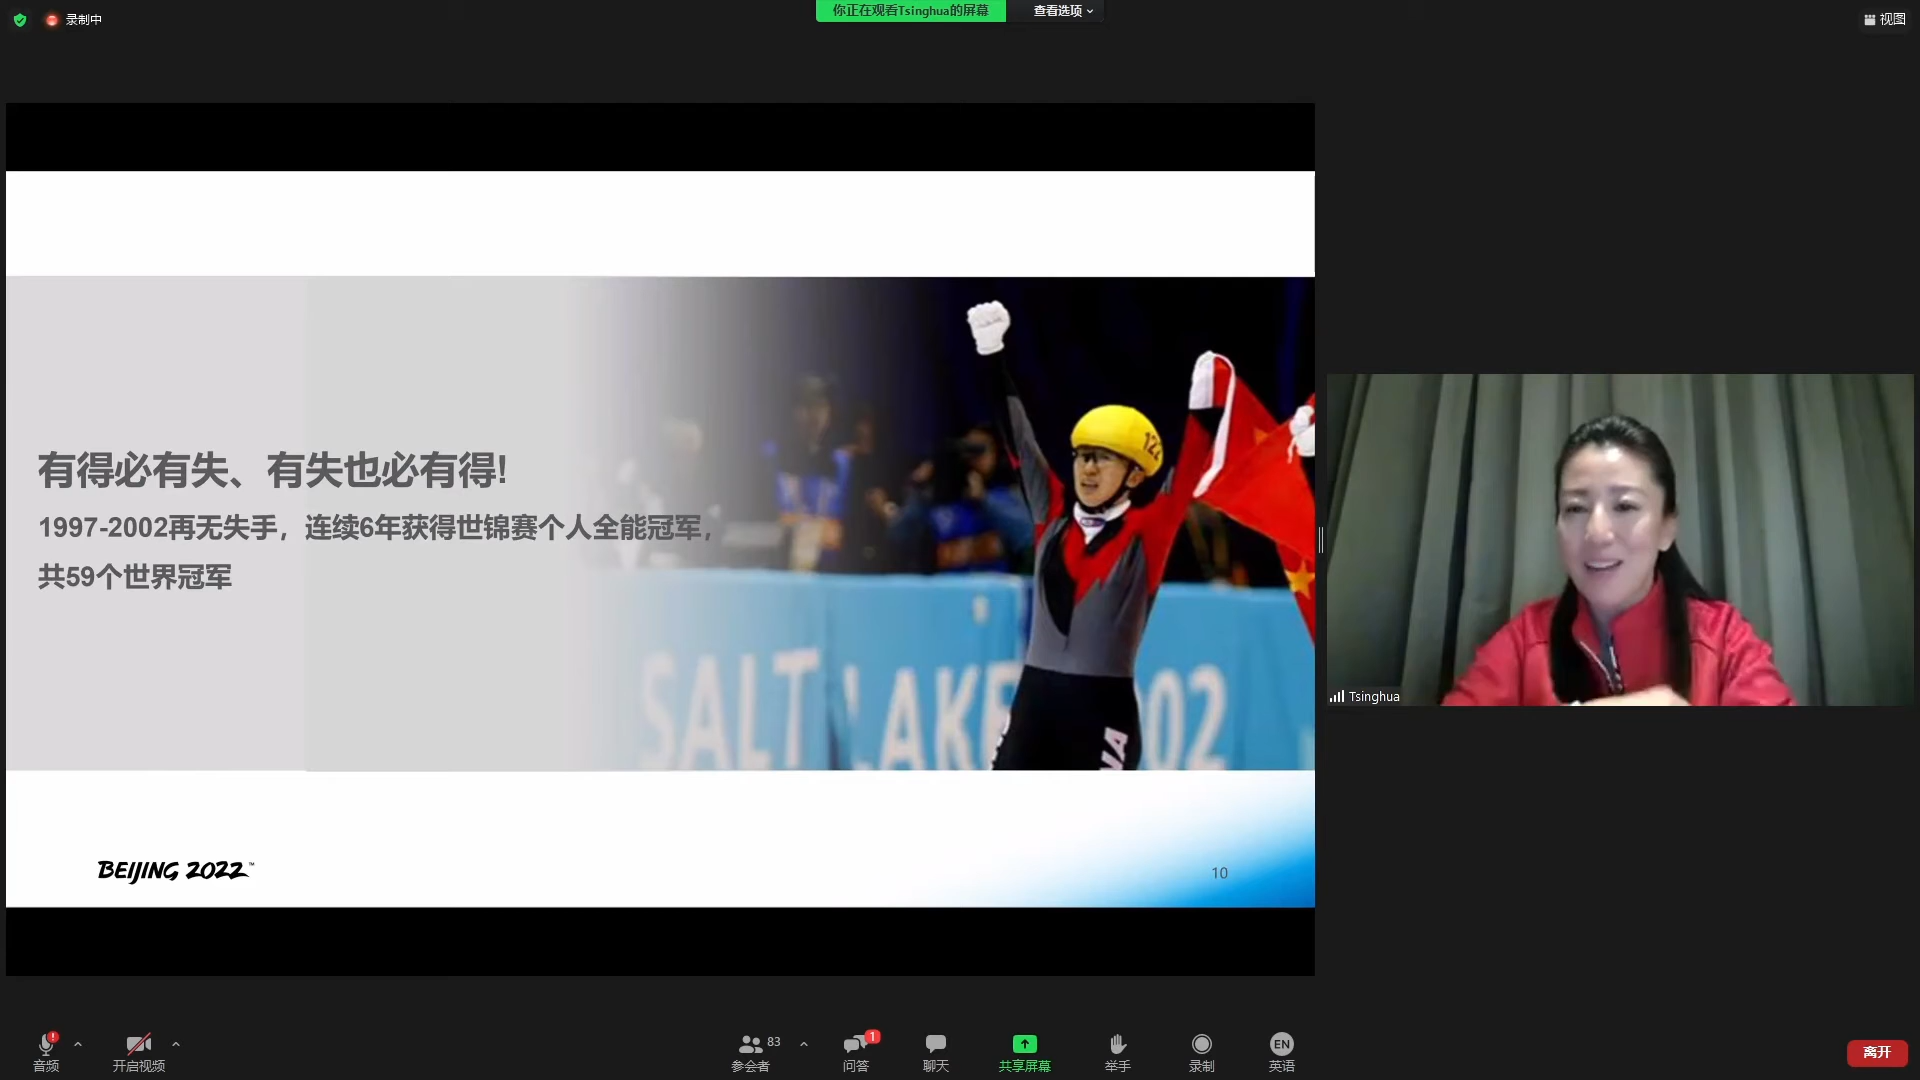 录制中
你正在观看Tsinghua的屏幕
查看选项
视图
有得必有失、有失也必有得!
1997-2002再无失手，连续6年获得世锦赛个人全能冠军，
共59个世界冠军
122
SALT LAKE
02
NA
BEIJING 2022™
10
Tsinghua
音频
开启视频
83
参会者
1
问答
聊天
共享屏幕
举手
录制
EN
英语
离开